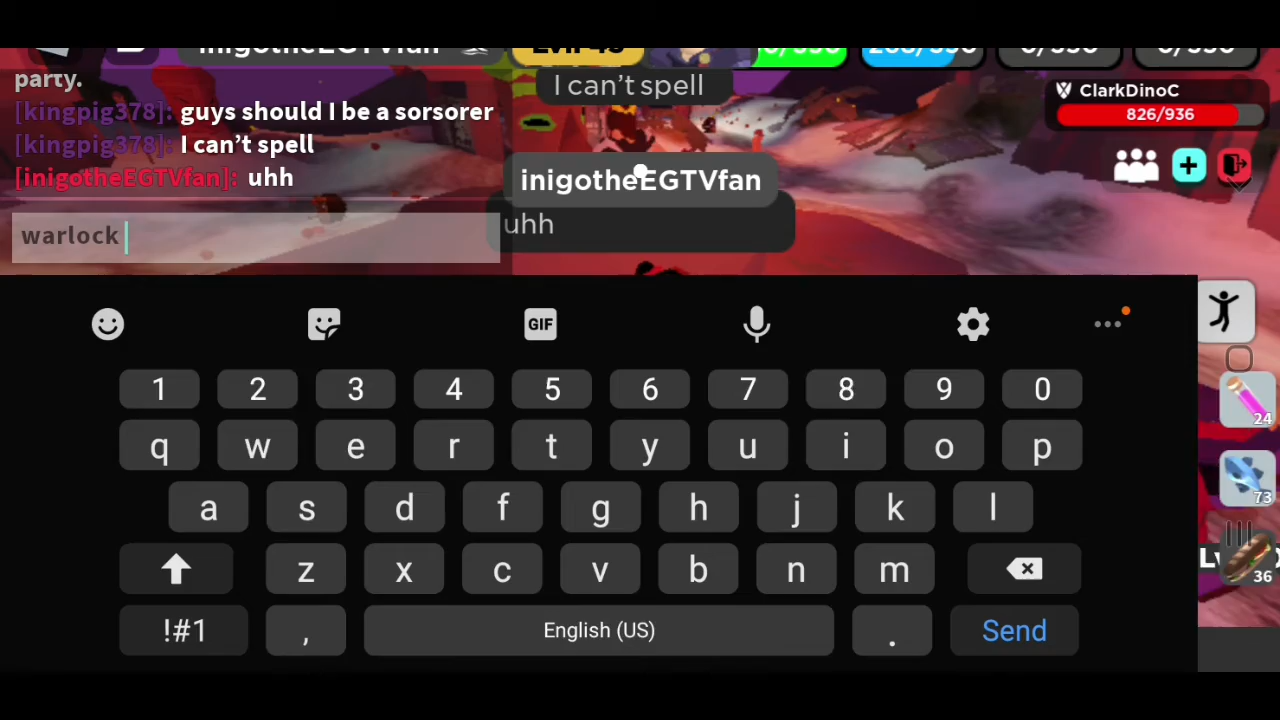 inigotheEGTVfan
party.
[kingpig378]: guys should I be a sorsorer
[kingpig378]: I can't spell
[inigotheEGTVfan]: uhh
warlock
I can't spell
inigotheEGTVfan
uhh
ClarkDinoC
826/936
24
73
36
GIF
1 2 3 4 5 6 7 8 9 0
q w e r t y u i o p
a s d f g h j k l
z x c v b n m
!#1 , English (US) . Send